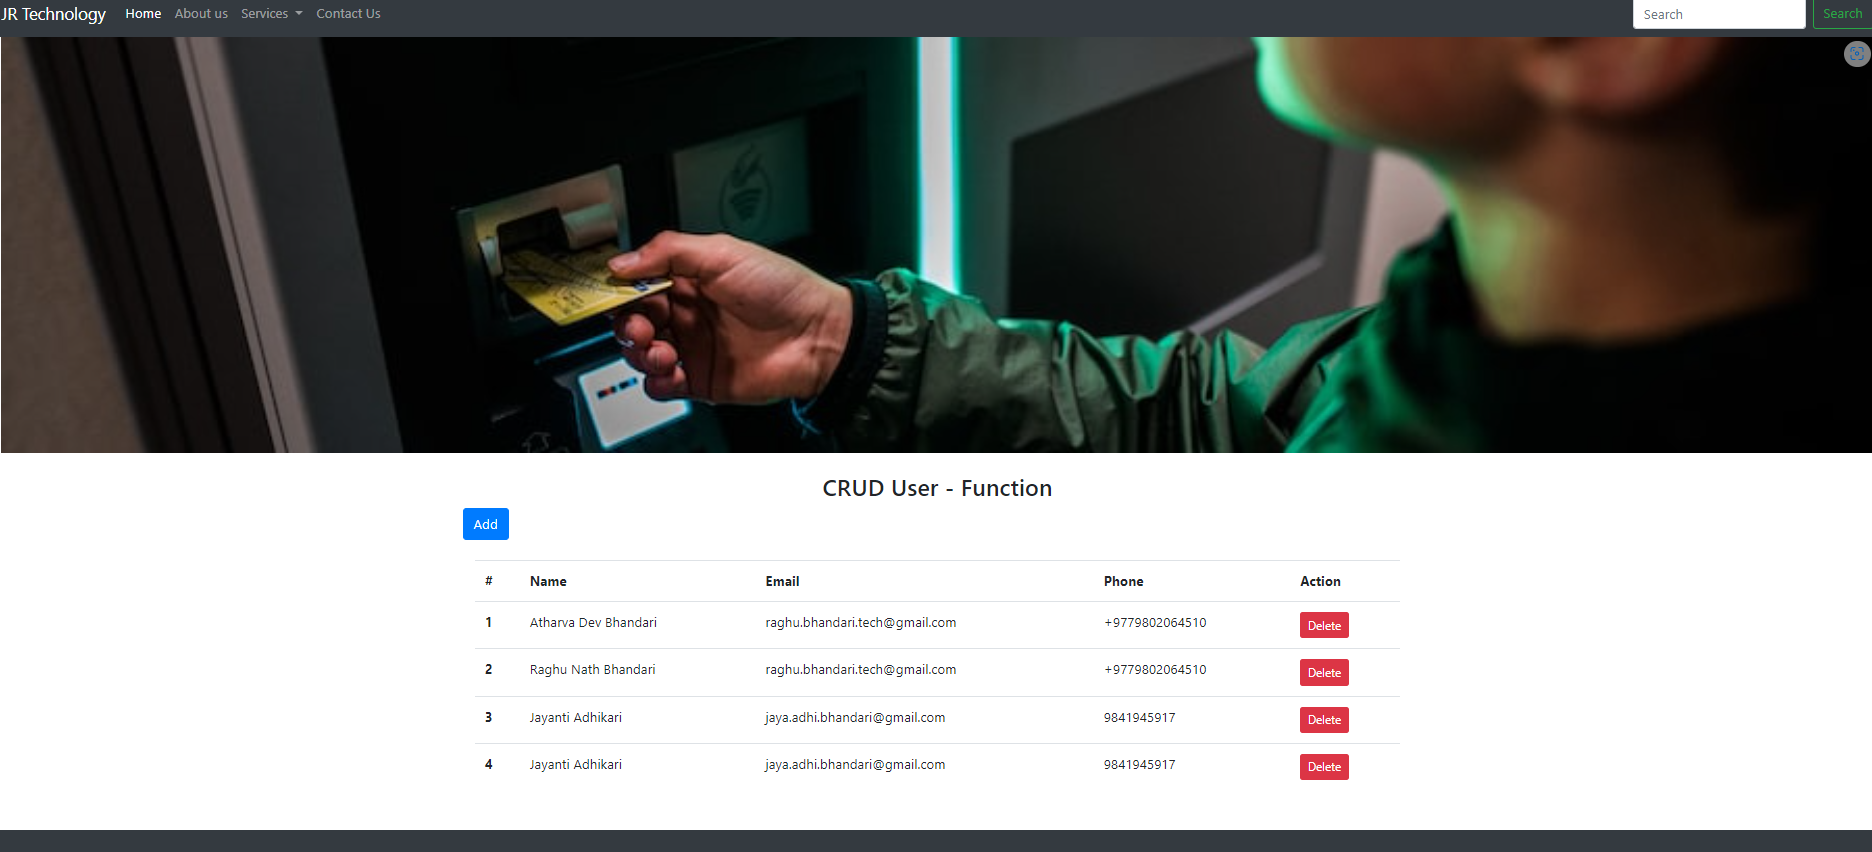 JR Technology Home About us Services Contact Us Search Search
CRUD User - Function
Add
# Name Email Phone Action
1 Atharva Dev Bhandari raghu.bhandari.tech@gmail.com +9779802064510 Delete
2 Raghu Nath Bhandari raghu.bhandari.tech@gmail.com +9779802064510 Delete
3 Jayanti Adhikari jaya.adhi.bhandari@gmail.com 9841945917 Delete
4 Jayanti Adhikari jaya.adhi.bhandari@gmail.com 9841945917 Delete